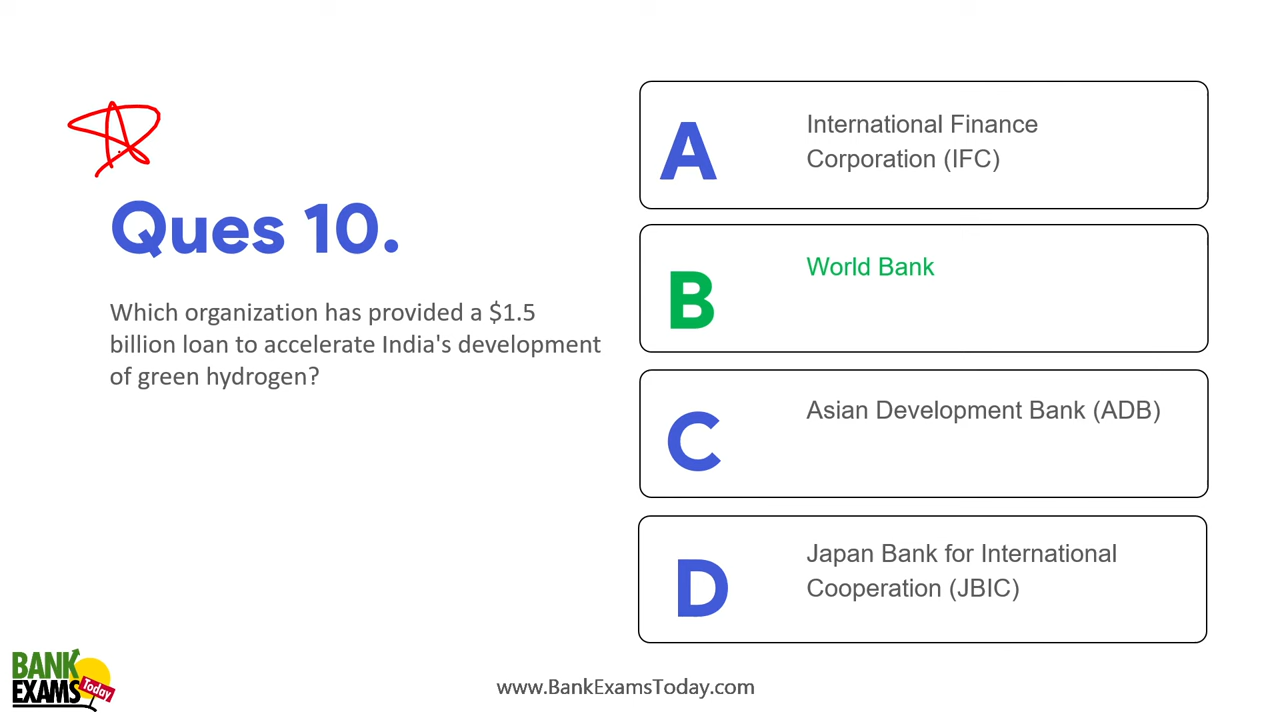 Ques 10.
Which organization has provided a $1.5
billion loan to accelerate India's development
of green hydrogen?
A
International Finance
Corporation (IFC)
B
World Bank
C
Asian Development Bank (ADB)
D
Japan Bank for International
Cooperation (JBIC)
BANK
EXAMS
Today
www.BankExamsToday.com